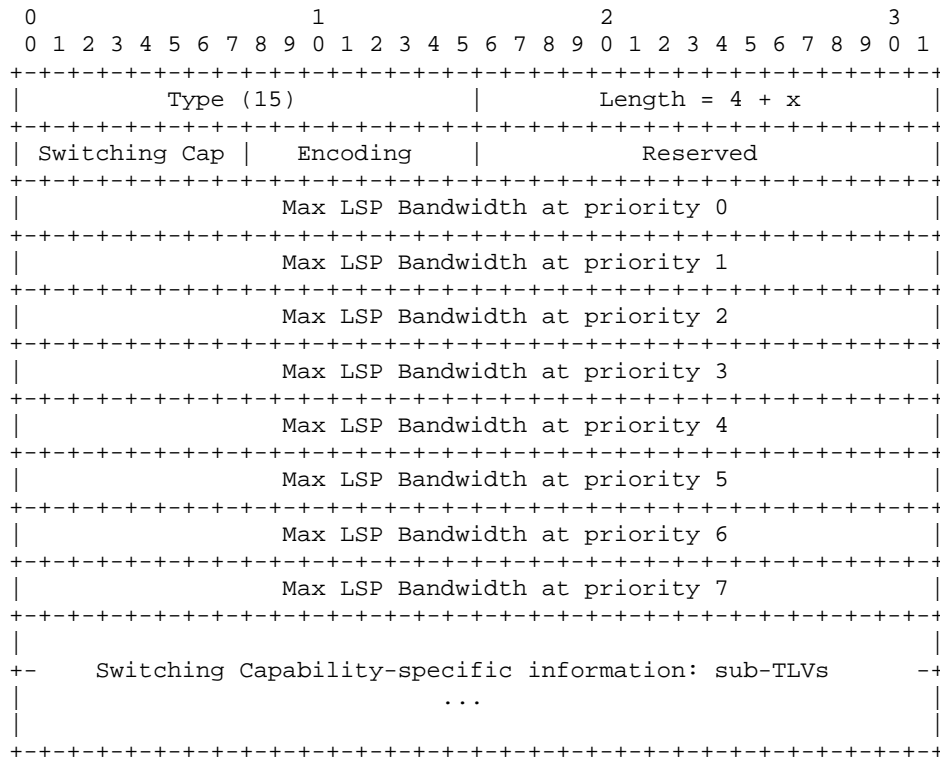 0                   1                   2                   3
 0 1 2 3 4 5 6 7 8 9 0 1 2 3 4 5 6 7 8 9 0 1 2 3 4 5 6 7 8 9 0 1
+-+-+-+-+-+-+-+-+-+-+-+-+-+-+-+-+-+-+-+-+-+-+-+-+-+-+-+-+-+-+-+-+
|          Type (15)            |        Length = 4 + x         |
+-+-+-+-+-+-+-+-+-+-+-+-+-+-+-+-+-+-+-+-+-+-+-+-+-+-+-+-+-+-+-+-+
| Switching Cap |   Encoding    |           Reserved            |
+-+-+-+-+-+-+-+-+-+-+-+-+-+-+-+-+-+-+-+-+-+-+-+-+-+-+-+-+-+-+-+-+
|                  Max LSP Bandwidth at priority 0              |
+-+-+-+-+-+-+-+-+-+-+-+-+-+-+-+-+-+-+-+-+-+-+-+-+-+-+-+-+-+-+-+-+
|                  Max LSP Bandwidth at priority 1              |
+-+-+-+-+-+-+-+-+-+-+-+-+-+-+-+-+-+-+-+-+-+-+-+-+-+-+-+-+-+-+-+-+
|                  Max LSP Bandwidth at priority 2              |
+-+-+-+-+-+-+-+-+-+-+-+-+-+-+-+-+-+-+-+-+-+-+-+-+-+-+-+-+-+-+-+-+
|                  Max LSP Bandwidth at priority 3              |
+-+-+-+-+-+-+-+-+-+-+-+-+-+-+-+-+-+-+-+-+-+-+-+-+-+-+-+-+-+-+-+-+
|                  Max LSP Bandwidth at priority 4              |
+-+-+-+-+-+-+-+-+-+-+-+-+-+-+-+-+-+-+-+-+-+-+-+-+-+-+-+-+-+-+-+-+
|                  Max LSP Bandwidth at priority 5              |
+-+-+-+-+-+-+-+-+-+-+-+-+-+-+-+-+-+-+-+-+-+-+-+-+-+-+-+-+-+-+-+-+
|                  Max LSP Bandwidth at priority 6              |
+-+-+-+-+-+-+-+-+-+-+-+-+-+-+-+-+-+-+-+-+-+-+-+-+-+-+-+-+-+-+-+-+
|                  Max LSP Bandwidth at priority 7              |
+-+-+-+-+-+-+-+-+-+-+-+-+-+-+-+-+-+-+-+-+-+-+-+-+-+-+-+-+-+-+-+-+
|                                                               |
+-    Switching Capability-specific information: sub-TLVs      -+
|                             ...                               |
|                                                               |
+-+-+-+-+-+-+-+-+-+-+-+-+-+-+-+-+-+-+-+-+-+-+-+-+-+-+-+-+-+-+-+-+